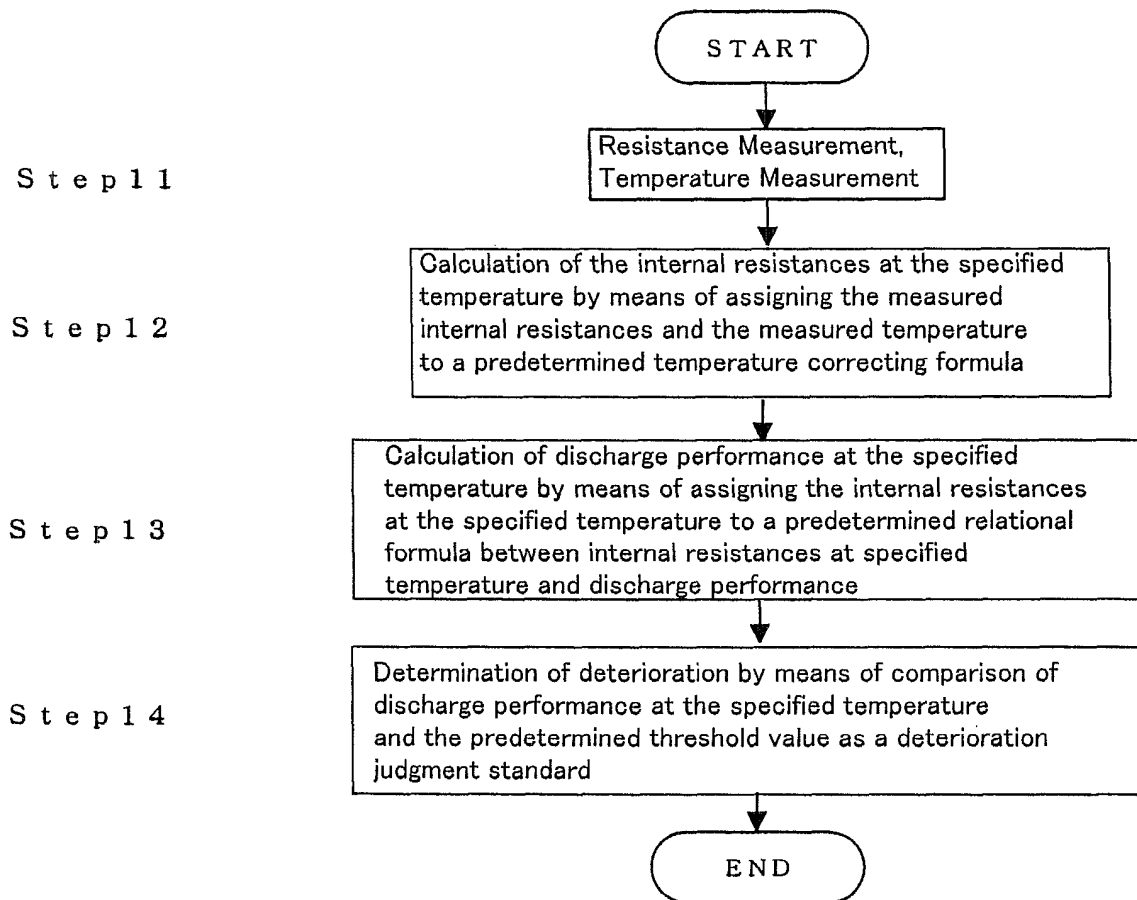 START
Step11
Resistance Measurement,
Temperature Measurement
Step12
Calculation of the internal resistances at the specified
temperature by means of assigning the measured
internal resistances and the measured temperature
to a predetermined temperature correcting formula
Step13
Calculation of discharge performance at the specified
temperature by means of assigning the internal resistances
at the specified temperature to a predetermined relational
formula between internal resistances at specified
temperature and discharge performance
Step14
Determination of deterioration by means of comparison of
discharge performance at the specified temperature
and the predetermined threshold value as a deterioration
judgment standard
END